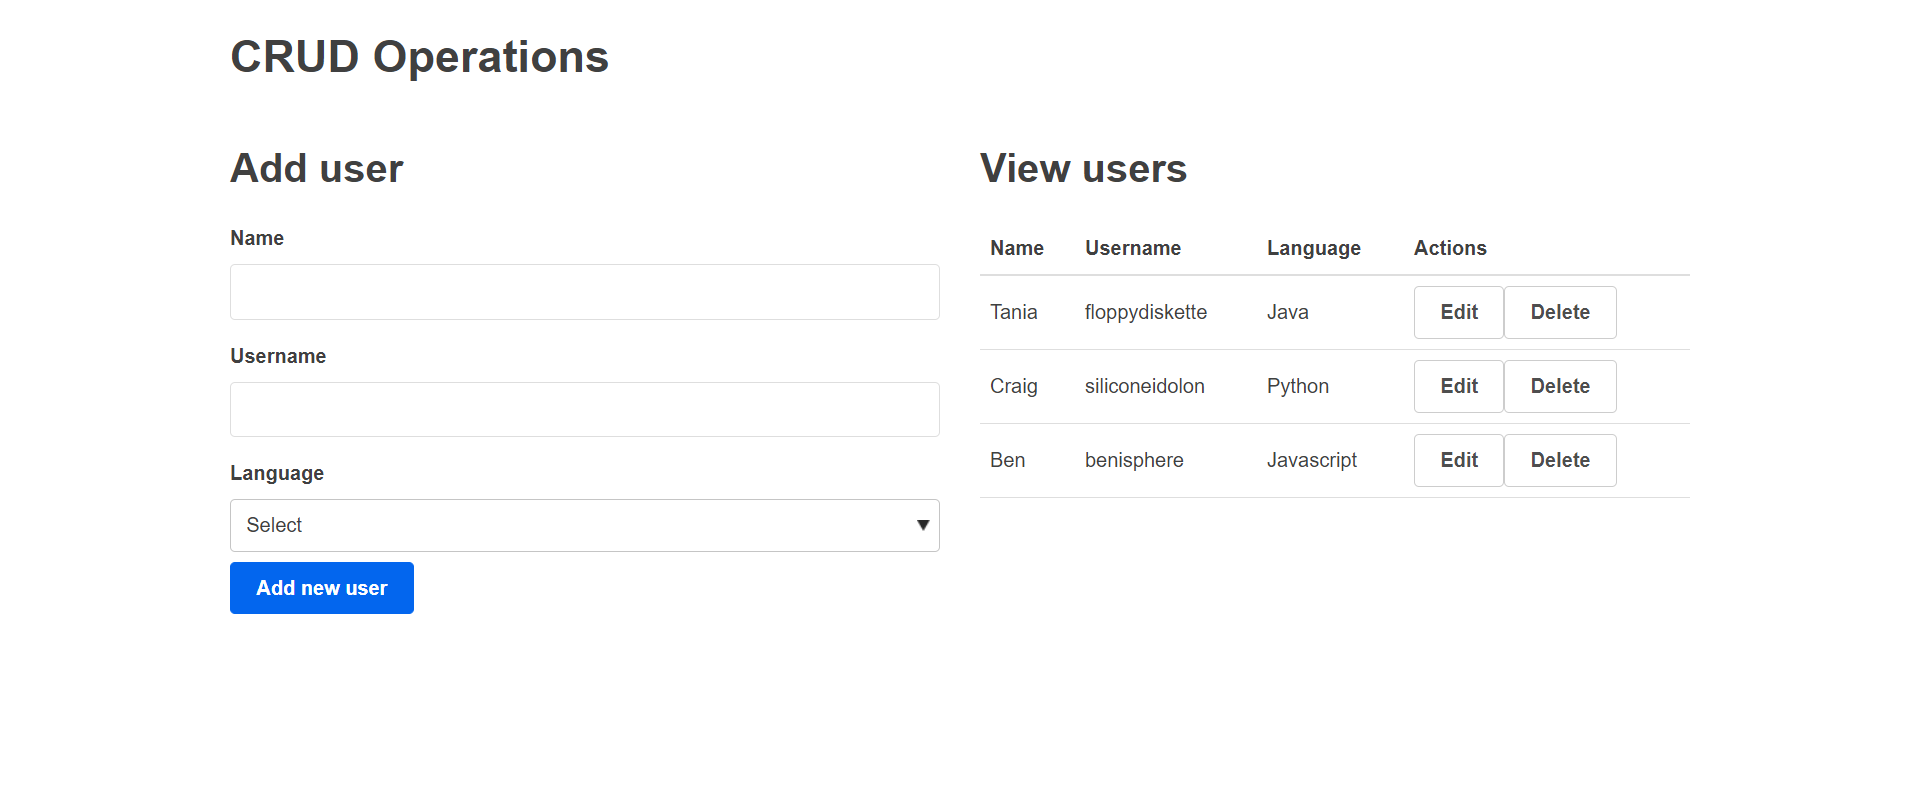 CRUD Operations
Add user
Name
Username
Language
Select
Add new user
View users
Name Username Language Actions
Tania floppydiskette Java Edit Delete
Craig siliconeidolon Python Edit Delete
Ben benisphere Javascript Edit Delete